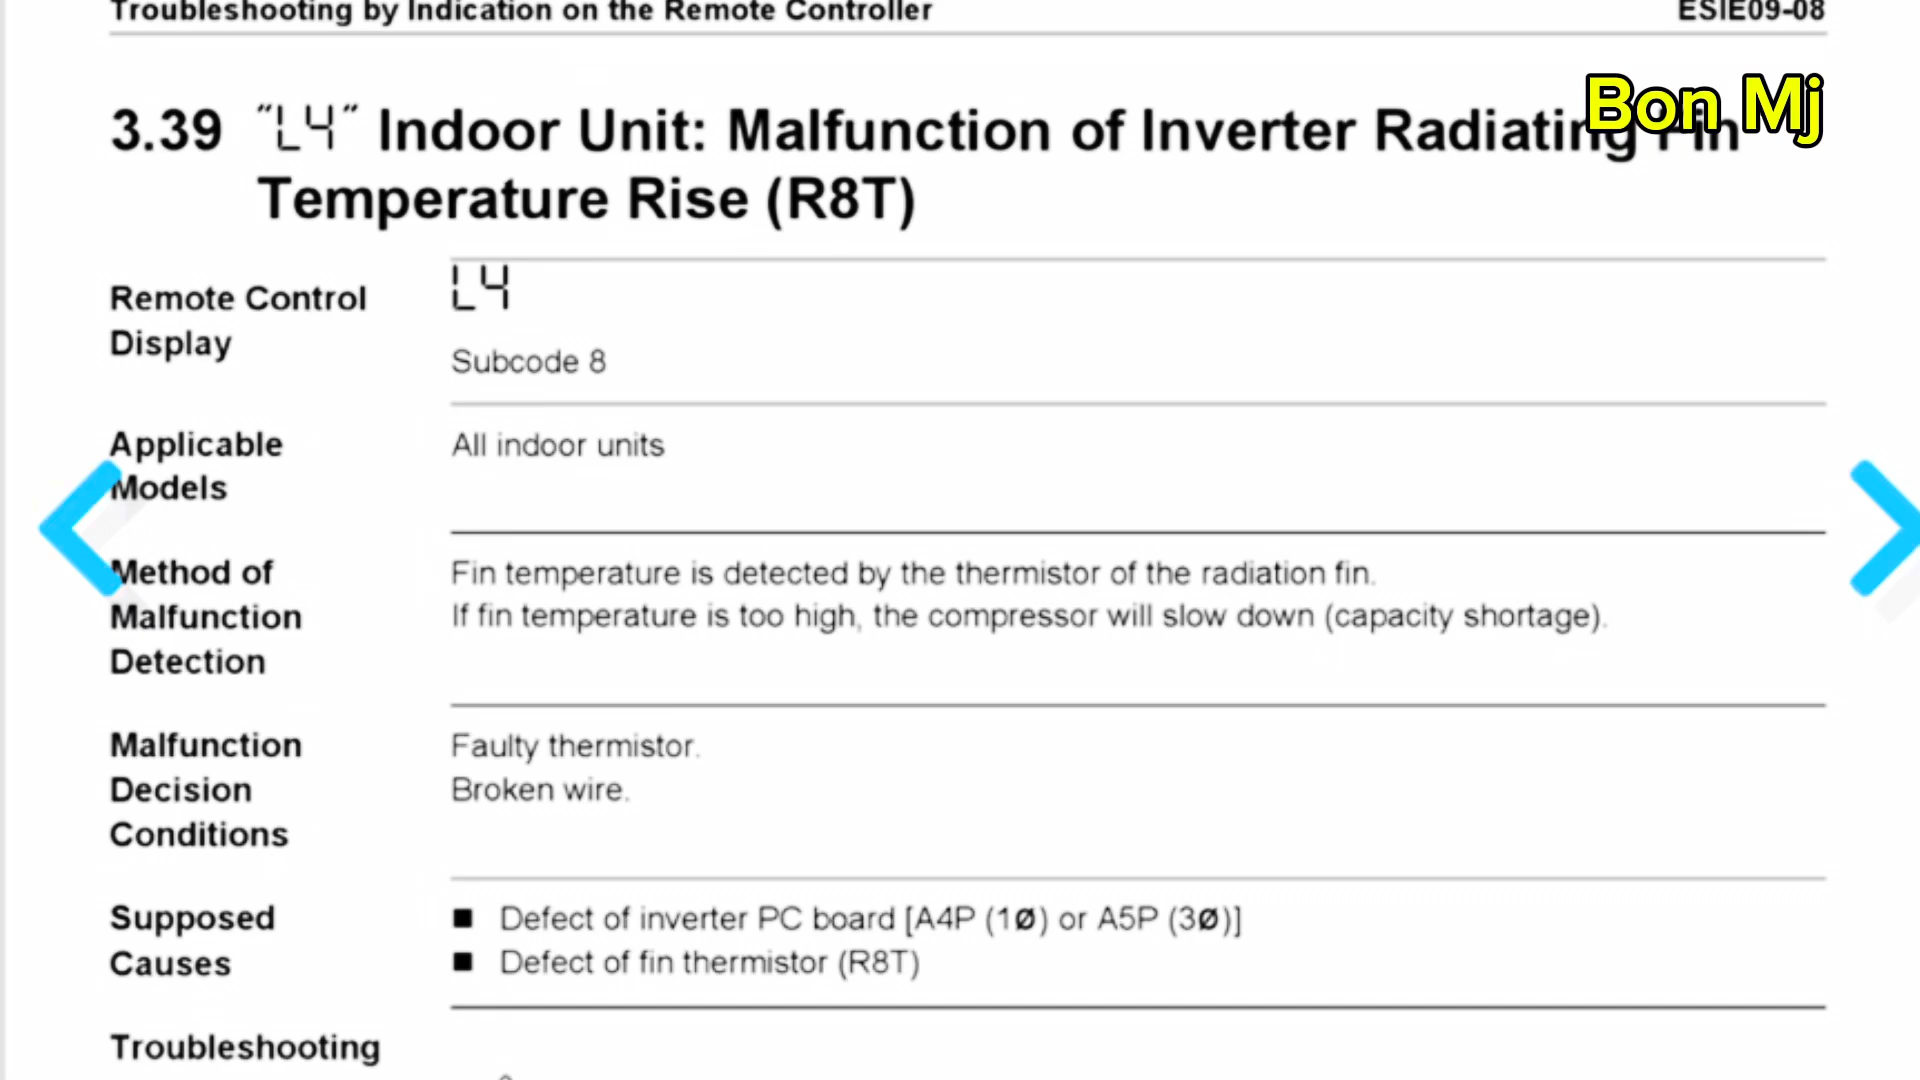 Troubleshooting by Indication on the Remote Controller ESIE09-08
Bon Mj
3.39 "L4" Indoor Unit: Malfunction of Inverter Radiating Fin
Temperature Rise (R8T)
Remote Control
Display
L4
Subcode 8
Applicable
Models
All indoor units
Method of
Malfunction
Detection
Fin temperature is detected by the thermistor of the radiation fin.
If fin temperature is too high, the compressor will slow down (capacity shortage).
Malfunction
Decision
Conditions
Faulty thermistor.
Broken wire.
Supposed
Causes
■ Defect of inverter PC board [A4P (1Ø) or A5P (3Ø)]
■ Defect of fin thermistor (R8T)
Troubleshooting